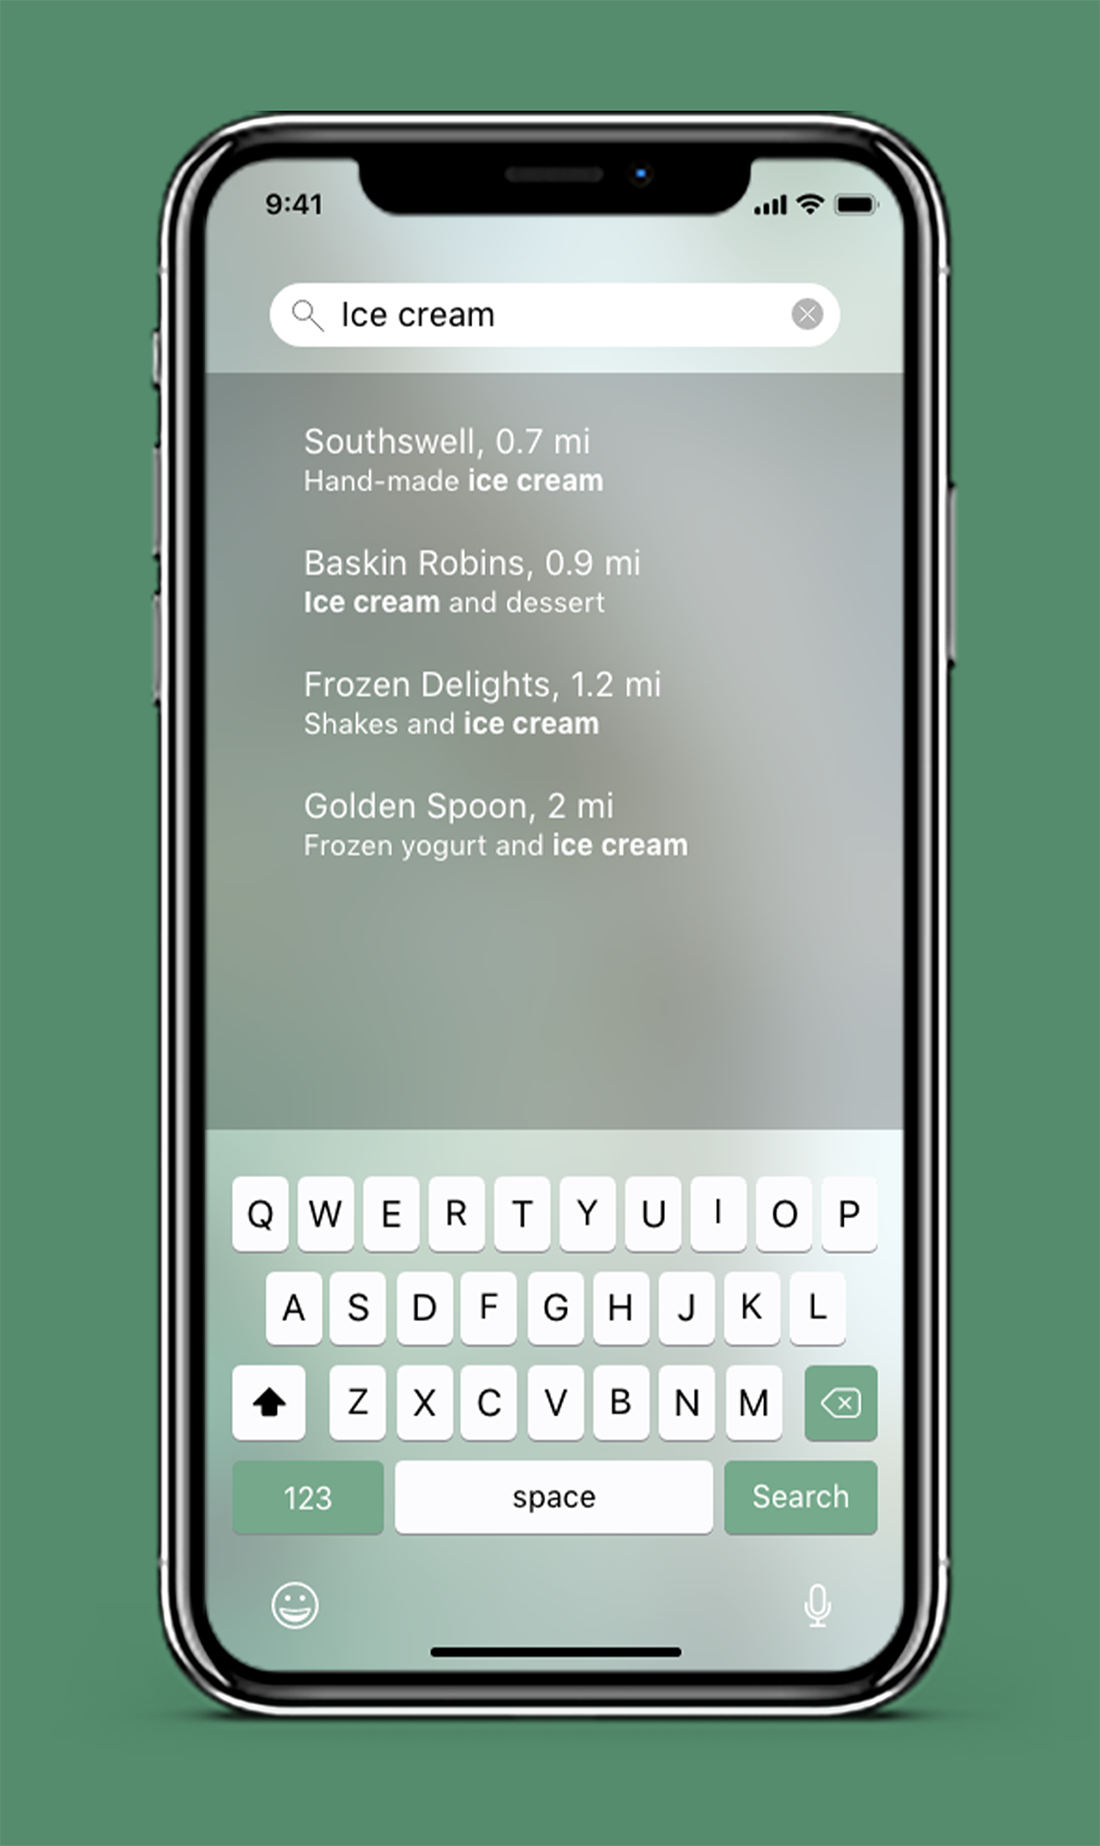 9:41
Ice cream
Southswell, 0.7 mi
Hand-made ice cream
Baskin Robins, 0.9 mi
Ice cream and dessert
Frozen Delights, 1.2 mi
Shakes and ice cream
Golden Spoon, 2 mi
Frozen yogurt and ice cream
Q W E R T Y U I O P
A S D F G H J K L
Z X C V B N M
123 space Search